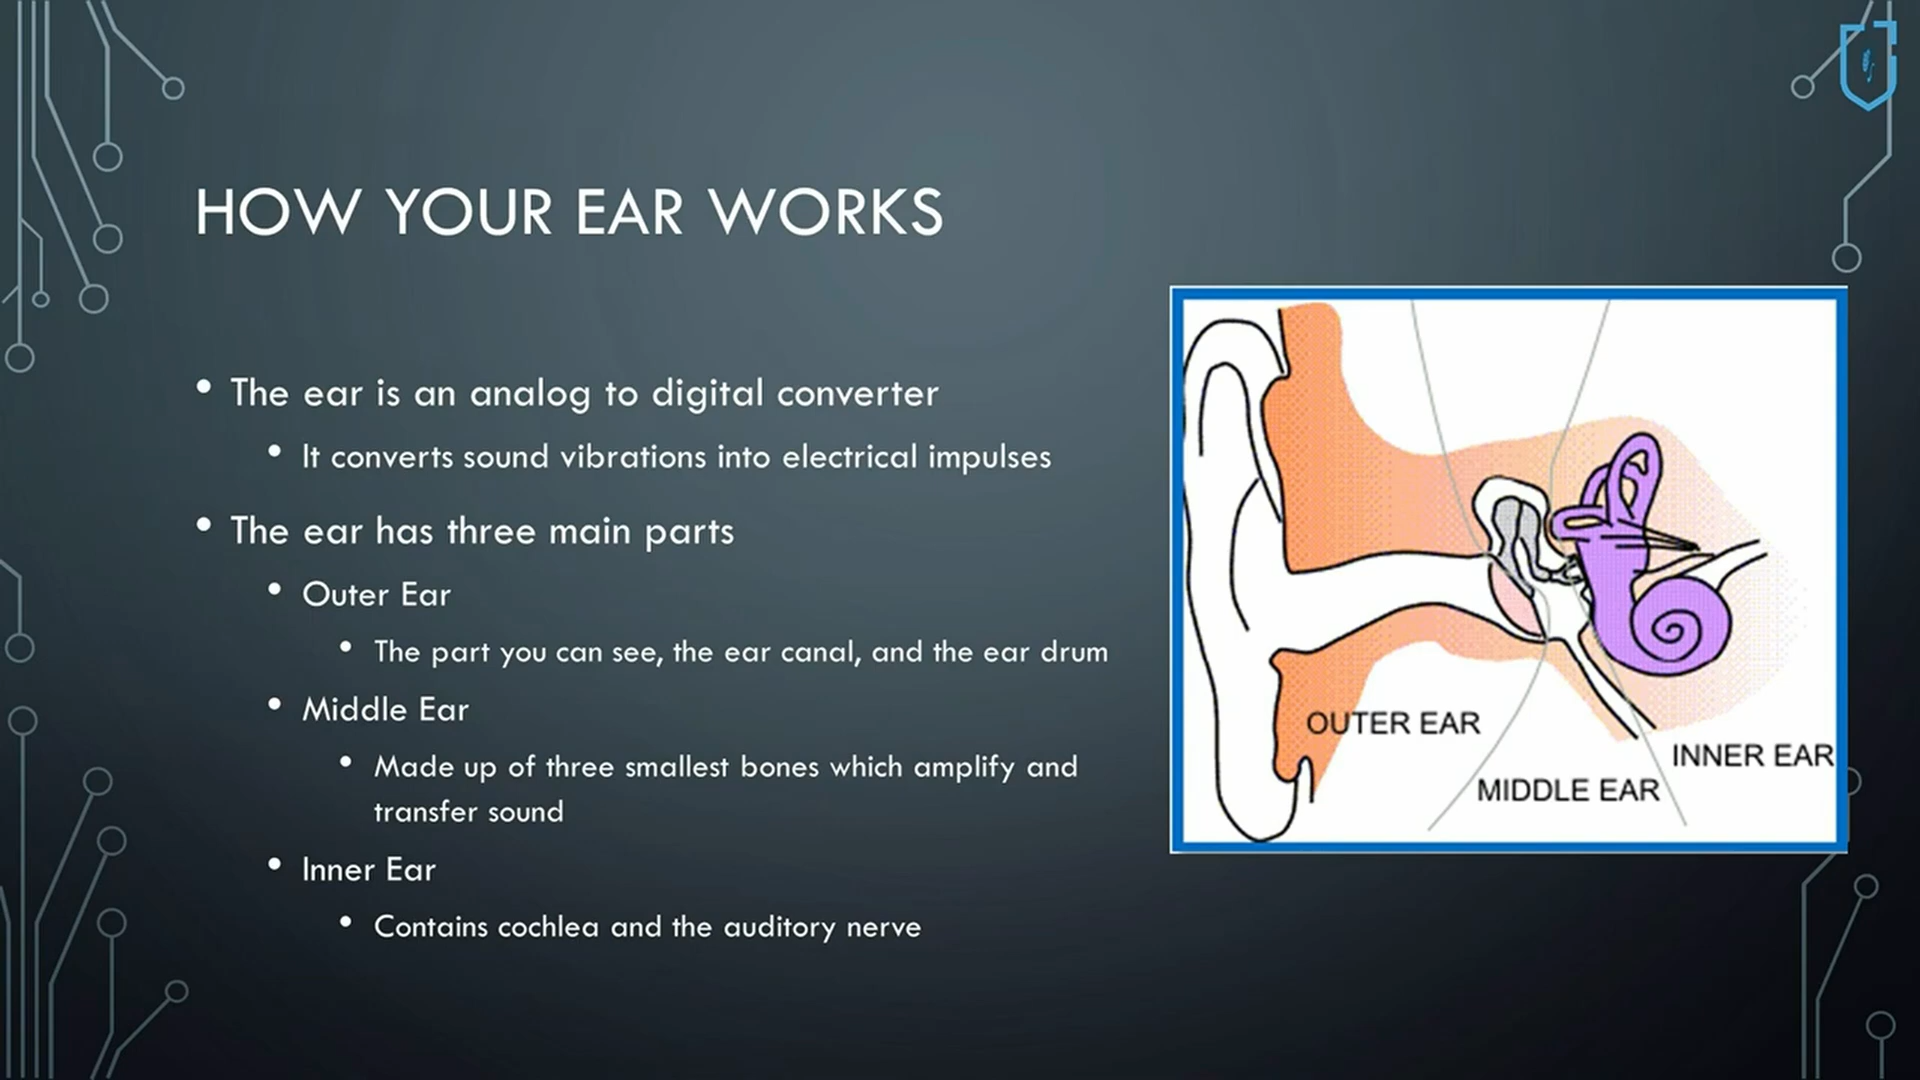 HOW YOUR EAR WORKS
• The ear is an analog to digital converter
• It converts sound vibrations into electrical impulses
• The ear has three main parts
• Outer Ear
• The part you can see, the ear canal, and the ear drum
• Middle Ear
• Made up of three smallest bones which amplify and
transfer sound
• Inner Ear
• Contains cochlea and the auditory nerve
OUTER EAR
MIDDLE EAR
INNER EAR